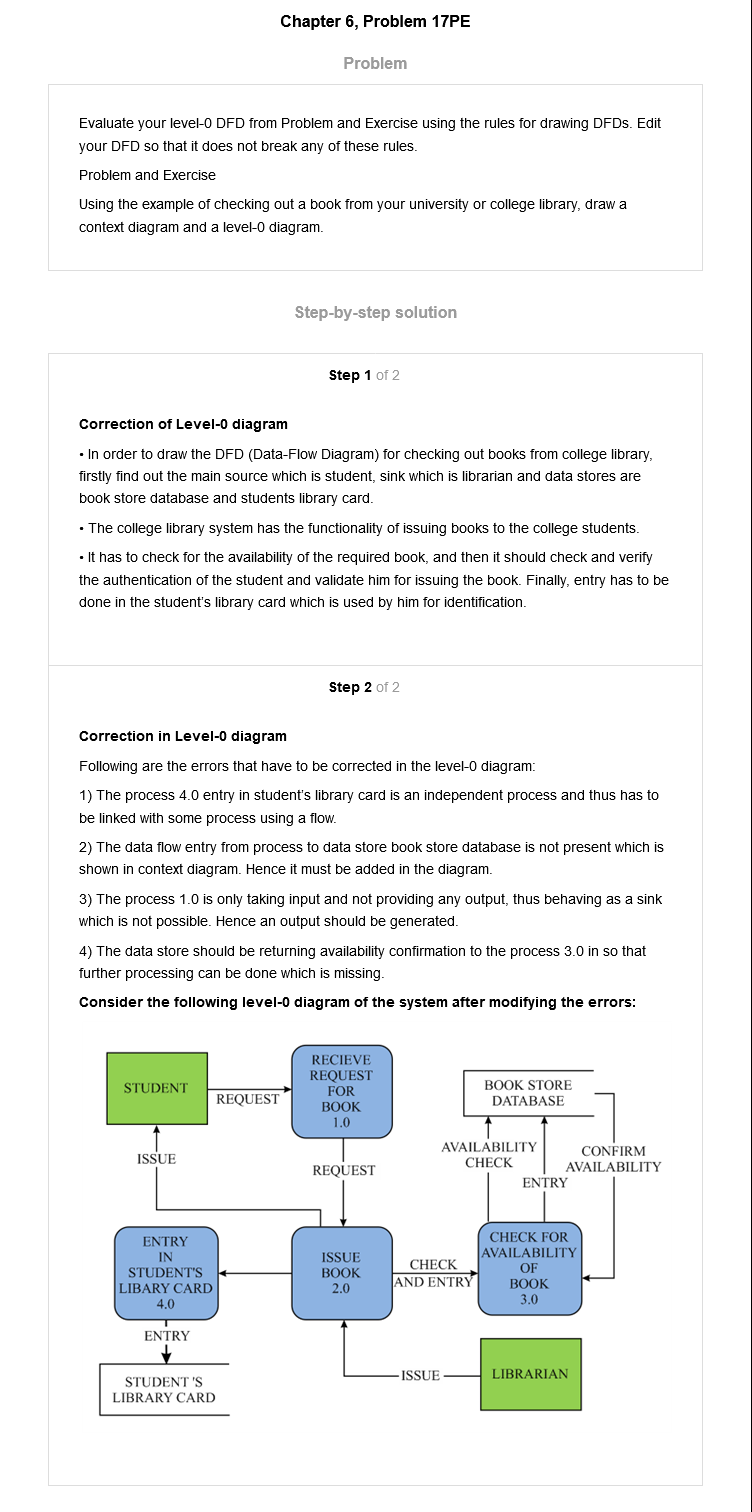 Chapter 6, Problem 17PE
Problem
Evaluate your level-0 DFD from Problem and Exercise using the rules for drawing DFDs. Edit
your DFD so that it does not break any of these rules.
Problem and Exercise
Using the example of checking out a book from your university or college library, draw a
context diagram and a level-0 diagram.
Step-by-step solution
Step 1 of 2
Correction of Level-0 diagram
• In order to draw the DFD (Data-Flow Diagram) for checking out books from college library,
firstly find out the main source which is student, sink which is librarian and data stores are
book store database and students library card.
• The college library system has the functionality of issuing books to the college students.
• It has to check for the availability of the required book, and then it should check and verify
the authentication of the student and validate him for issuing the book. Finally, entry has to be
done in the student's library card which is used by him for identification.
Step 2 of 2
Correction in Level-0 diagram
Following are the errors that have to be corrected in the level-0 diagram:
1) The process 4.0 entry in student's library card is an independent process and thus has to
be linked with some process using a flow.
2) The data flow entry from process to data store book store database is not present which is
shown in context diagram. Hence it must be added in the diagram.
3) The process 1.0 is only taking input and not providing any output, thus behaving as a sink
which is not possible. Hence an output should be generated.
4) The data store should be returning availability confirmation to the process 3.0 in so that
further processing can be done which is missing.
Consider the following level-0 diagram of the system after modifying the errors:
STUDENT
REQUEST
RECIEVE
REQUEST
FOR
BOOK
1.0
BOOK STORE
DATABASE
ISSUE
REQUEST
AVAILABILITY
CHECK
ENTRY
CONFIRM
AVAILABILITY
ENTRY
IN
STUDENT'S
LIBARY CARD
4.0
ISSUE
BOOK
2.0
CHECK
AND ENTRY
CHECK FOR
AVAILABILITY
OF
BOOK
3.0
ENTRY
STUDENT 'S
LIBRARY CARD
ISSUE
LIBRARIAN